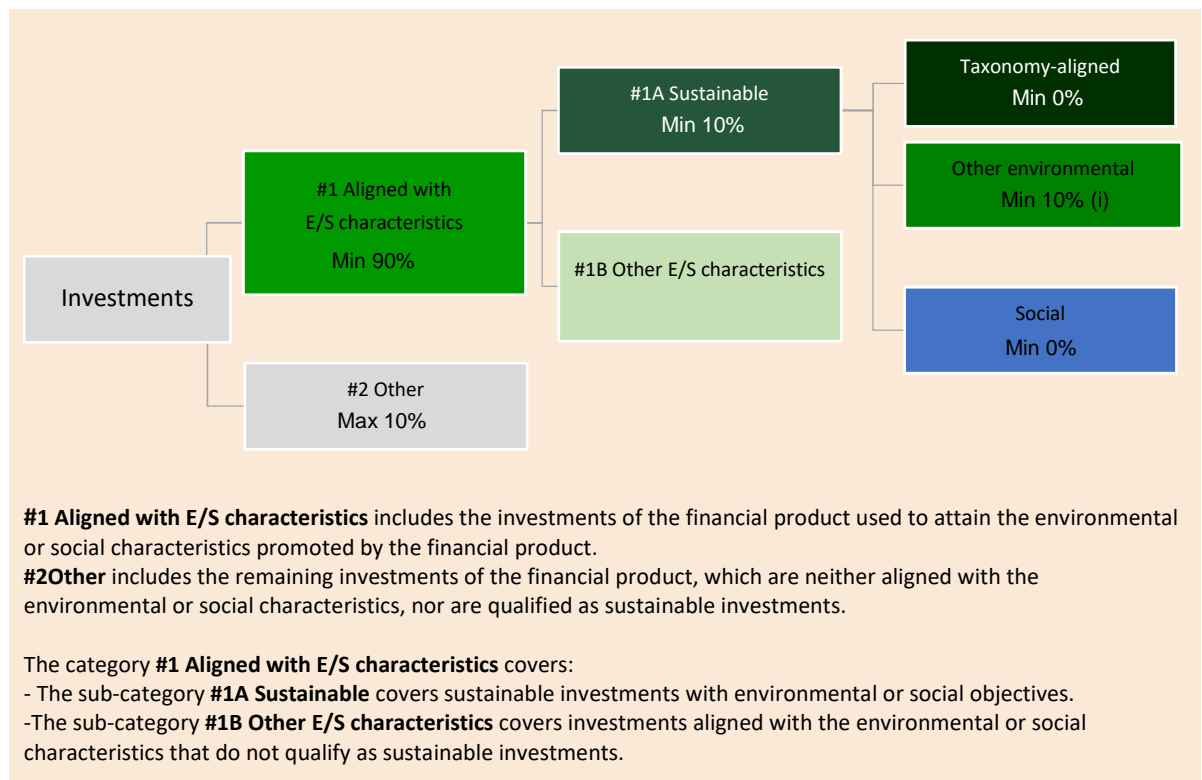 Investments
#1 Aligned with
E/S characteristics
Min 90%
#2 Other
Max 10%
#1A Sustainable
Min 10%
#1B Other E/S characteristics
Taxonomy-aligned
Min 0%
Other environmental
Min 10% (i)
Social
Min 0%
#1 Aligned with E/S characteristics includes the investments of the financial product used to attain the environmental
or social characteristics promoted by the financial product.
#2Other includes the remaining investments of the financial product, which are neither aligned with the
environmental or social characteristics, nor are qualified as sustainable investments.
The category #1 Aligned with E/S characteristics covers:
- The sub-category #1A Sustainable covers sustainable investments with environmental or social objectives.
-The sub-category #1B Other E/S characteristics covers investments aligned with the environmental or social
characteristics that do not qualify as sustainable investments.